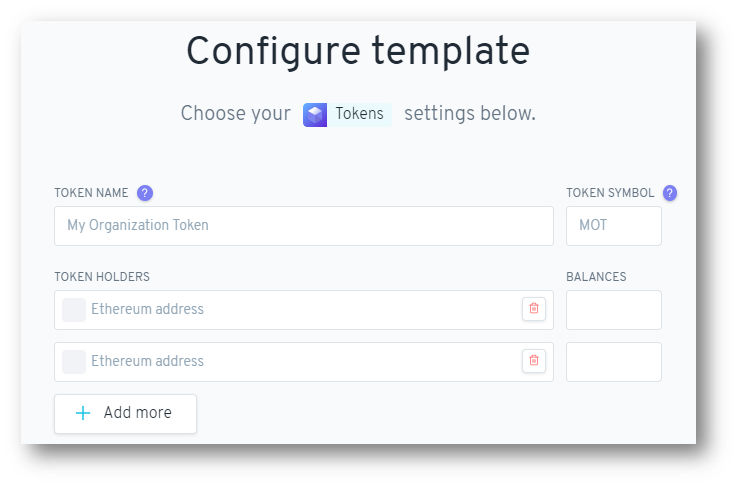 Configure template
Choose your Tokens settings below.
TOKEN NAME ? TOKEN SYMBOL ?
My Organization Token MOT
TOKEN HOLDERS BALANCES
Ethereum address
Ethereum address
+ Add more